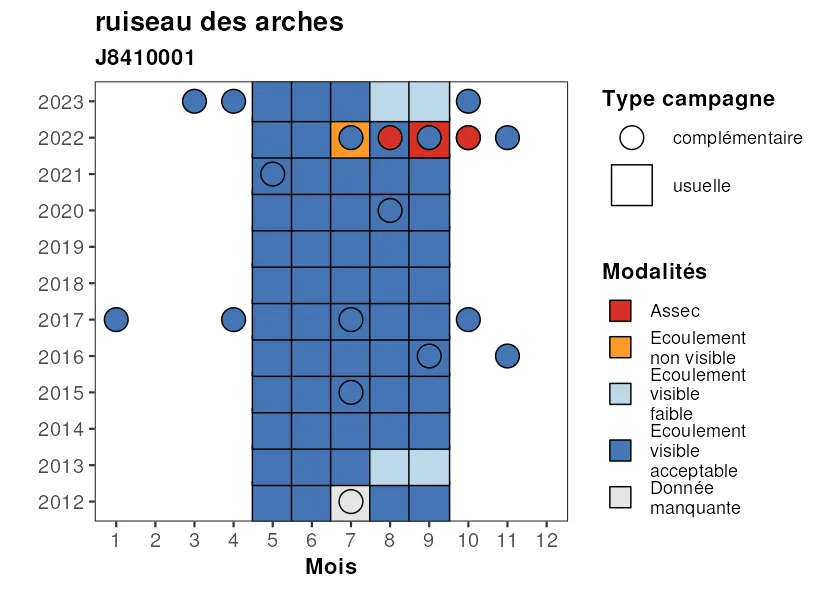 ruiseau des arches
J8410001
2023
2022
2021
2020
2019
2018
2017
2016
2015
2014
2013
2012
1 2 3 4 5 6 7 8 9 10 11 12
Mois
Type campagne
complémentaire
usuelle
Modalités
Assec
Ecoulement
non visible
Ecoulement
visible
faible
Ecoulement
visible
acceptable
Donnée
manquante